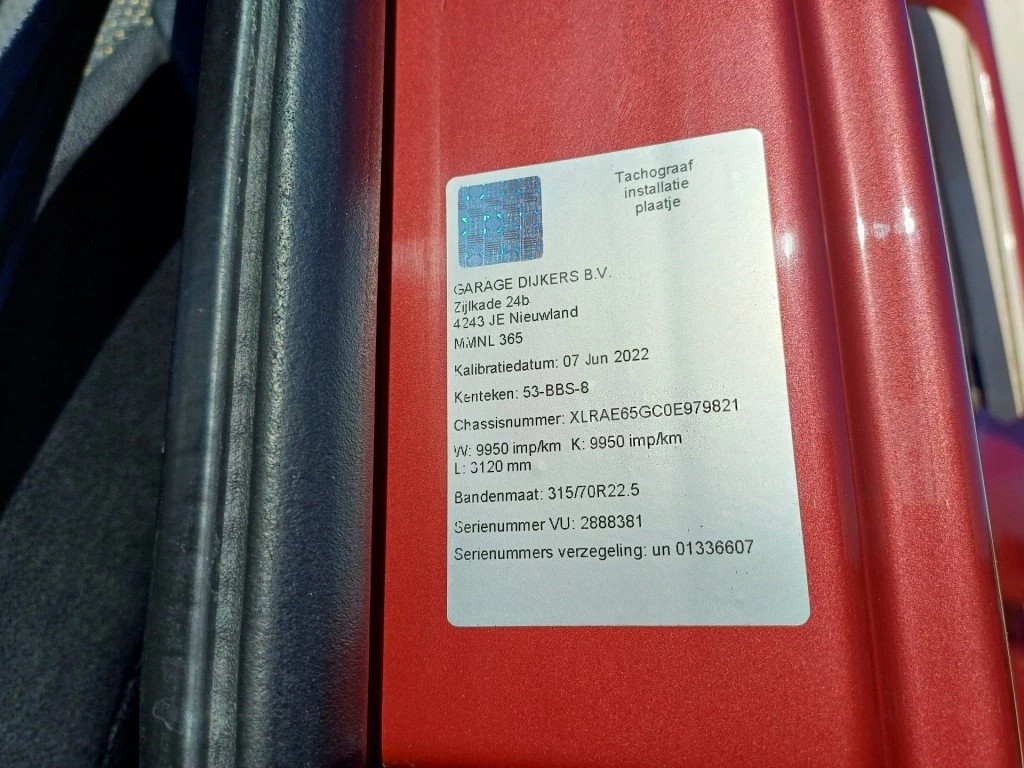 Tachograaf
installatie
plaatje
GARAGE DIJKERS B.V.
Zijlkade 24b
4243 JE Nieuwland
MMNL 365
Kalibratiedatum: 07 Jun 2022
Kenteken: 53-BBS-8
Chassisnummer: XLRAE65GC0E979821
W: 9950 imp/km K: 9950 imp/km
L: 3120 mm
Bandenmaat: 315/70R22.5
Serienummer VU: 2888381
Serienummers verzegeling: un 01336607